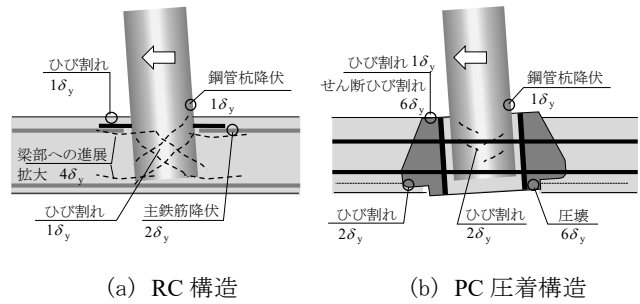 ひび割れ
1δy
鋼管杭降伏
1δy
梁部への進展
拡大 4δy
ひび割れ
1δy
主鉄筋降伏
2δy
(a) RC 構造
ひび割れ 1δy
せん断ひび割れ
6δy
鋼管杭降伏
1δy
ひび割れ
2δy
ひび割れ
2δy
圧壊
6δy
(b) PC 圧着構造